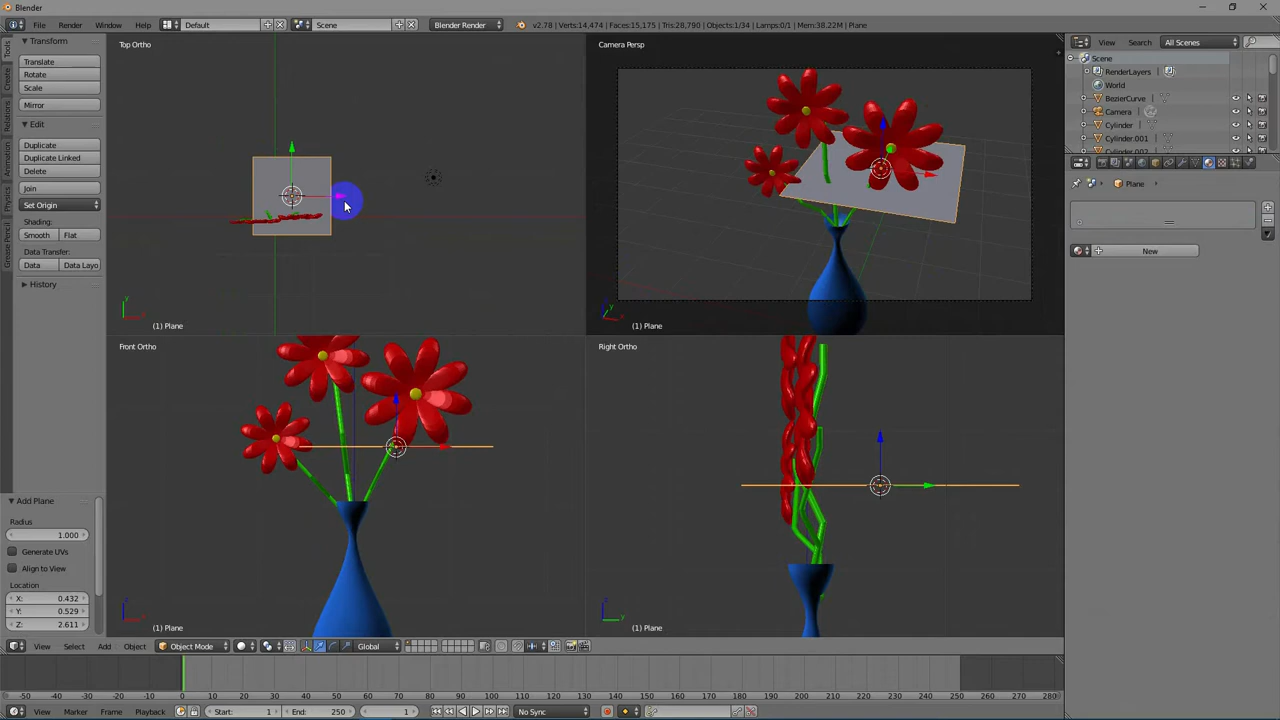 Blender
File Render Window Help Default Scene Blender Render v2.78 | Verts:14,474 | Faces:15,175 | Tris:28,790 | Objects:1/34 | Lamps:0/1 | Mem:38.22M | Plane
Tools
Create
Relations
Animation
Physics
Grease Pencil
Transform
Translate
Rotate
Scale
Mirror
Edit
Duplicate
Duplicate Linked
Delete
Join
Set Origin
Shading:
Smooth Flat
Data Transfer:
Data Data Layo
History
Add Plane
Radius
1.000
Generate UVs
Align to View
Location
X: 0.432
Y: 0.529
Z: 2.611
Top Ortho
(1) Plane
Camera Persp
(1) Plane
Front Ortho
(1) Plane
Right Ortho
(1) Plane
View Search All Scenes
Scene
RenderLayers
World
BezierCurve
Camera
Cylinder
Cylinder.001
Cylinder.002
Plane
New
View Select Add Object Object Mode Global
-50 -40 -30 -20 -10 0 10 20 30 40 50 60 70 80 90 100 110 120 130 140 150 160 170 180 190 200 210 220 230 240 250 260 270 280
View Marker Frame Playback Start: 1 End: 250 1 No Sync